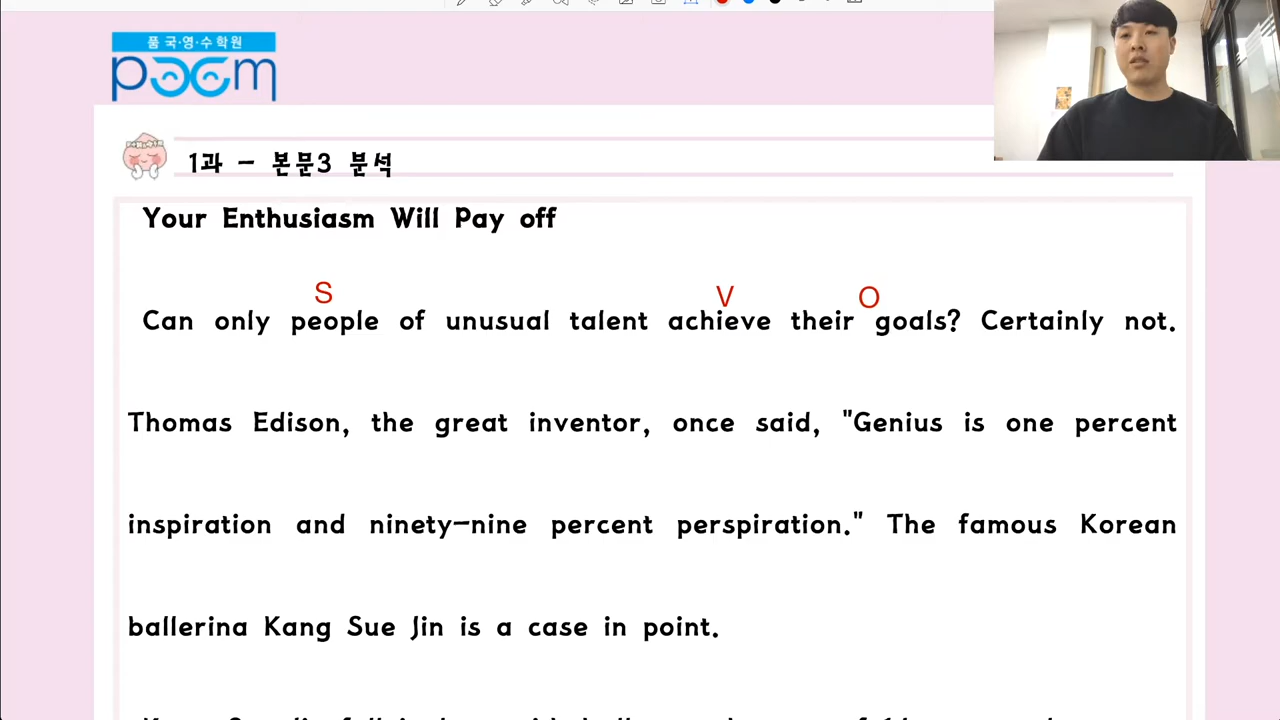 품 국·영·수학원
poem
1과 - 본문3 분석
Your Enthusiasm Will Pay off
S V O
Can only people of unusual talent achieve their goals? Certainly not.
Thomas Edison, the great inventor, once said, "Genius is one percent
inspiration and ninety-nine percent perspiration." The famous Korean
ballerina Kang Sue Jin is a case in point.